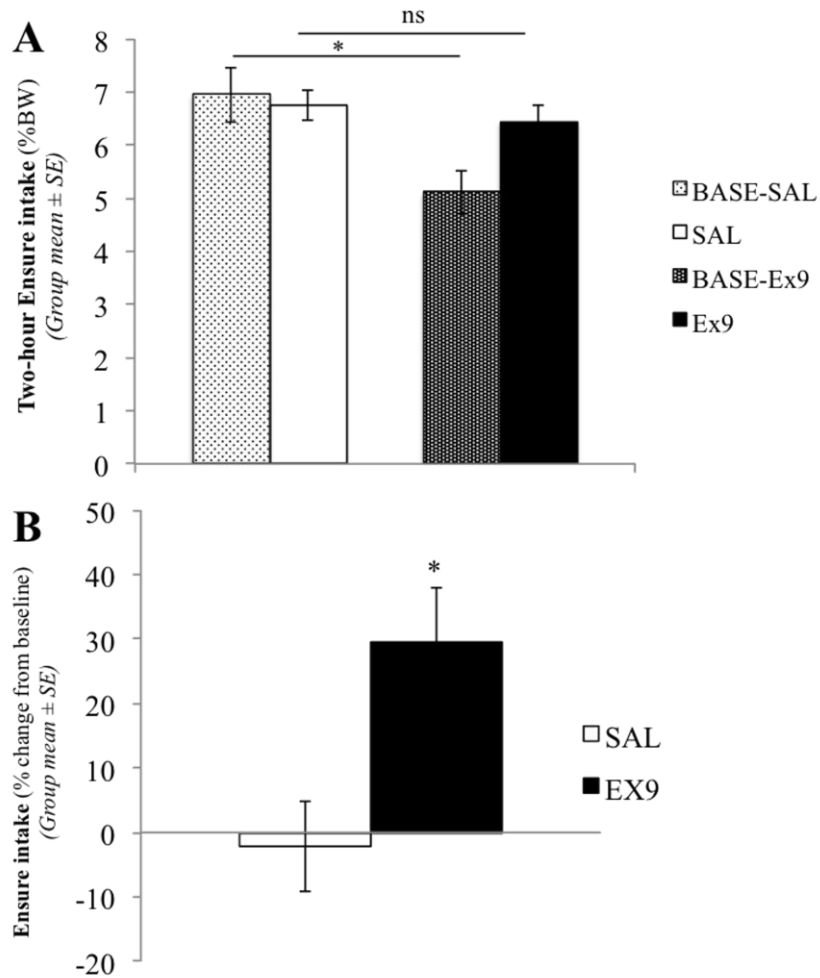 A
ns
*
8
7
6
5
4
3
2
1
0
Two-hour Ensure intake (%BW)
(Group mean ± SE)
BASE-SAL
SAL
BASE-Ex9
Ex9
B
50
40
30
20
10
0
-10
-20
*
Ensure intake (% change from baseline)
(Group mean ± SE)
SAL
EX9